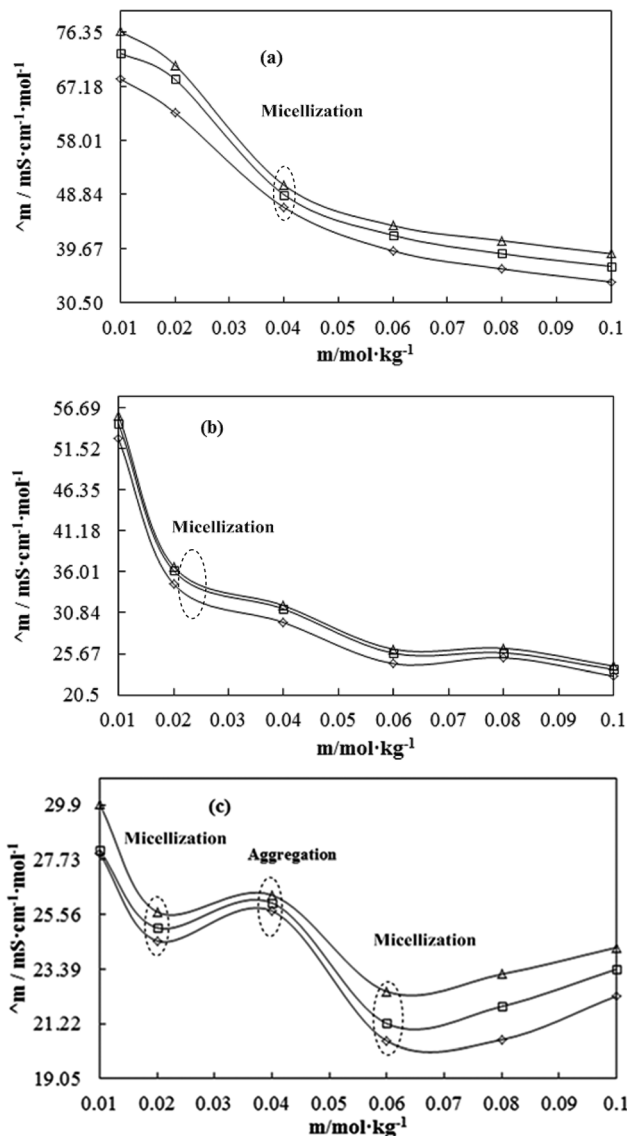 (a)
Micellization
^m / mS·cm-1·mol-1
76.35
67.18
58.01
48.84
39.67
30.50
0.01 0.02 0.03 0.04 0.05 0.06 0.07 0.08 0.09 0.1
m/mol·kg-1
(b)
Micellization
^m / mS·cm-1·mol-1
56.69
51.52
46.35
41.18
36.01
30.84
25.67
20.5
0.01 0.02 0.03 0.04 0.05 0.06 0.07 0.08 0.09 0.1
m/mol·kg-1
(c)
Micellization
Aggregation
Micellization
^m / mS·cm-1·mol-1
29.9
27.73
25.56
23.39
21.22
19.05
0.01 0.02 0.03 0.04 0.05 0.06 0.07 0.08 0.09 0.1
m/mol·kg-1